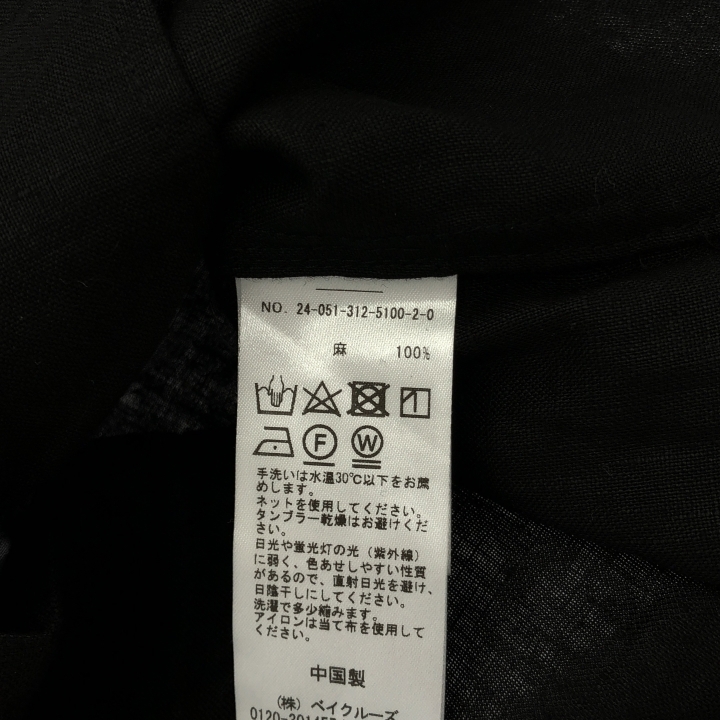 NO. 24-051-312-5100-2-0
麻 100%
F W
手洗いは水温30℃以下をお薦
めします。
ネットを使用してください。
タンブラー乾燥はお避けくだ
さい。
日光や蛍光灯の光(紫外線)
に弱く、色あせしやすい性質
があるので、直射日光を避け、
日陰干しにしてください。
洗濯で多少縮みます。
アイロンは当て布を使用して
ください。
中国製
(株)ベイクルーズ